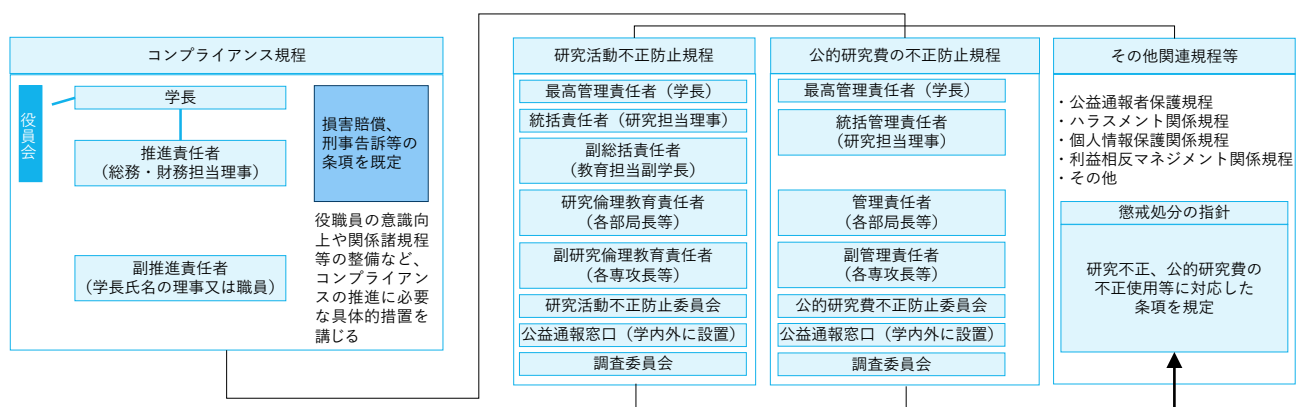 コンプライアンス規程
役員会
学長
推進責任者
（総務・財務担当理事）
副推進責任者
（学長氏名の理事又は職員）
損害賠償、
刑事告訴等の
条項を既定
役職員の意識向
上や関係諸規程
等の整備など、
コンプライアン
スの推進に必要
な具体的措置を
講じる
研究活動不正防止規程
最高管理責任者（学長）
統括責任者（研究担当理事）
副総括責任者
（教育担当副学長）
研究倫理教育責任者
（各部局長等）
副研究倫理教育責任者
（各専攻長等）
研究活動不正防止委員会
公益通報窓口（学内外に設置）
調査委員会
公的研究費の不正防止規程
最高管理責任者（学長）
統括管理責任者
（研究担当理事）
管理責任者
（各部局長等）
副管理責任者
（各専攻長等）
公的研究費不正防止委員会
公益通報窓口（学内外に設置）
調査委員会
その他関連規程等
・公益通報者保護規程
・ハラスメント関係規程
・個人情報保護関係規程
・利益相反マネジメント関係規程
・その他
懲戒処分の指針
研究不正、公的研究費の
不正使用等に対応した
条項を規定